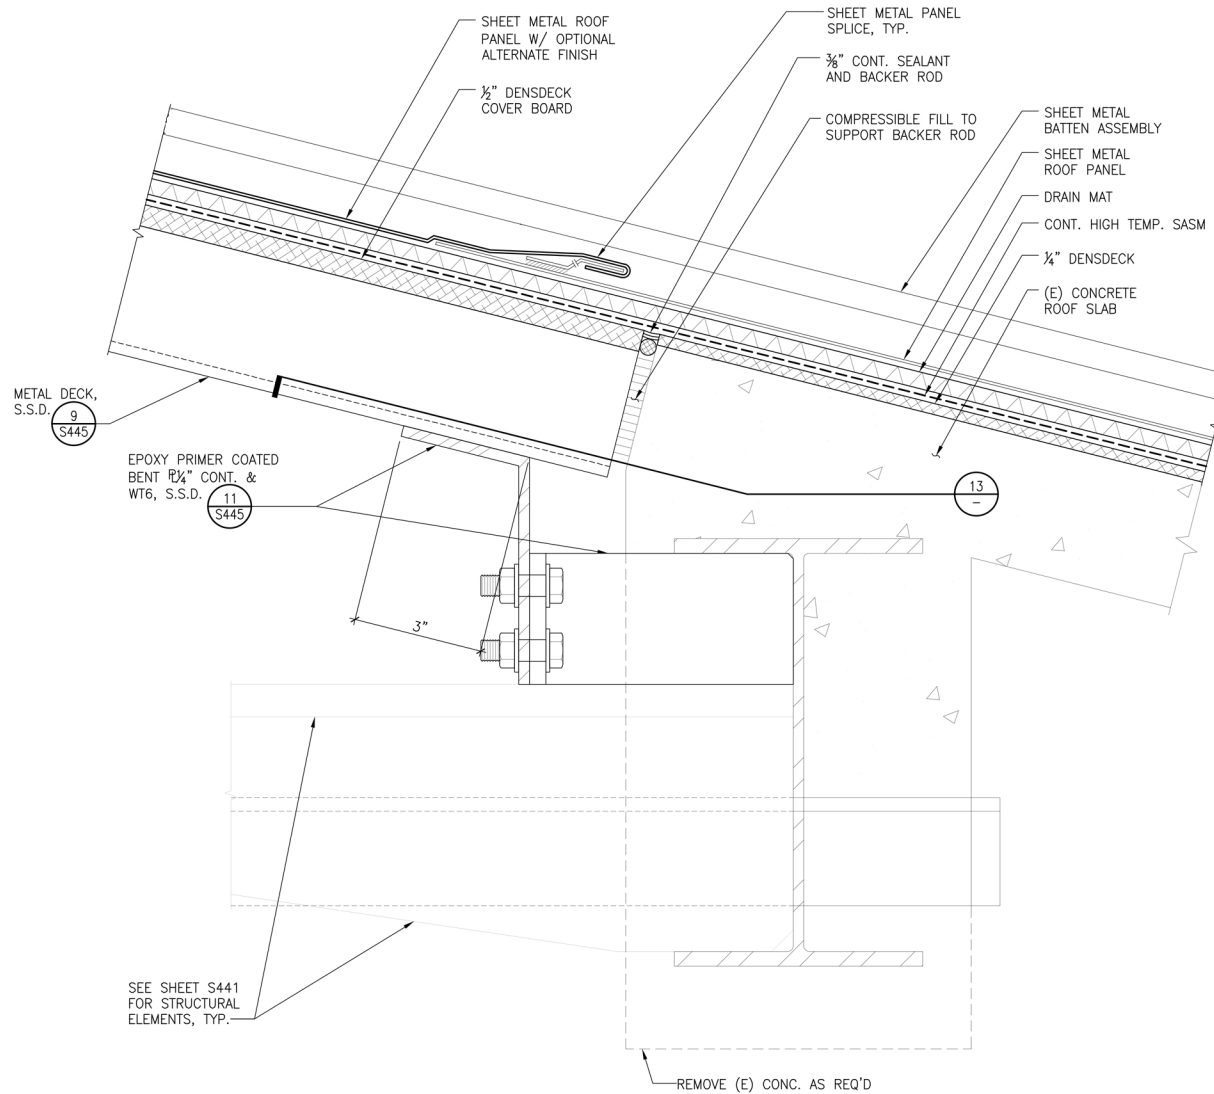 SHEET METAL ROOF
PANEL W/ OPTIONAL
ALTERNATE FINISH
½" DENSDECK
COVER BOARD
SHEET METAL PANEL
SPLICE, TYP.
⅜" CONT. SEALANT
AND BACKER ROD
COMPRESSIBLE FILL TO
SUPPORT BACKER ROD
SHEET METAL
BATTEN ASSEMBLY
SHEET METAL
ROOF PANEL
DRAIN MAT
CONT. HIGH TEMP. SASM
¼" DENSDECK
(E) CONCRETE
ROOF SLAB
METAL DECK,
S.S.D.
9
S445
EPOXY PRIMER COATED
BENT ℙ¼" CONT. &
WT6, S.S.D.
11
S445
13
–
3"
SEE SHEET S441
FOR STRUCTURAL
ELEMENTS, TYP.
REMOVE (E) CONC. AS REQ'D